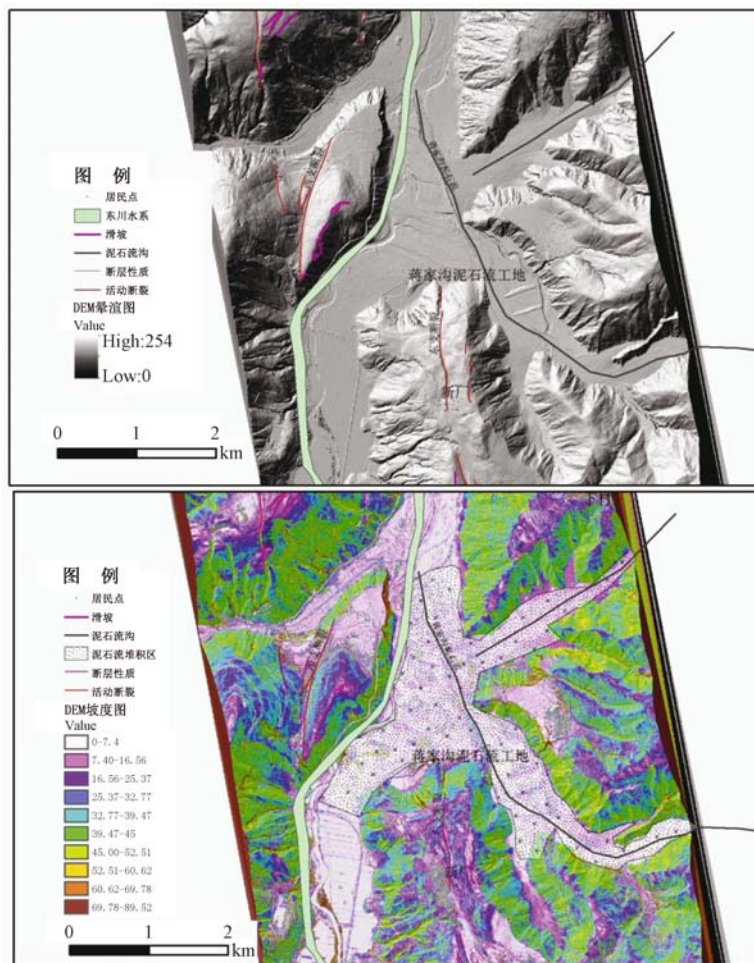 图 例
居民点
东川水系
滑坡
泥石流沟
断层性质
活动断裂
DEM晕渲图
Value
High:254
Low:0
0 1 2
km
蒋家沟泥石流工地
新厂
图 例
居民点
滑坡
泥石流沟
泥石流堆积区
断层性质
活动断裂
DEM坡度图
Value
0-7.4
7.40-16.56
16.56-25.37
25.37-32.77
32.77-39.47
39.47-45
45.00-52.51
52.51-60.62
60.62-69.78
69.78-89.52
0 1 2
km
蒋家沟泥石流工地